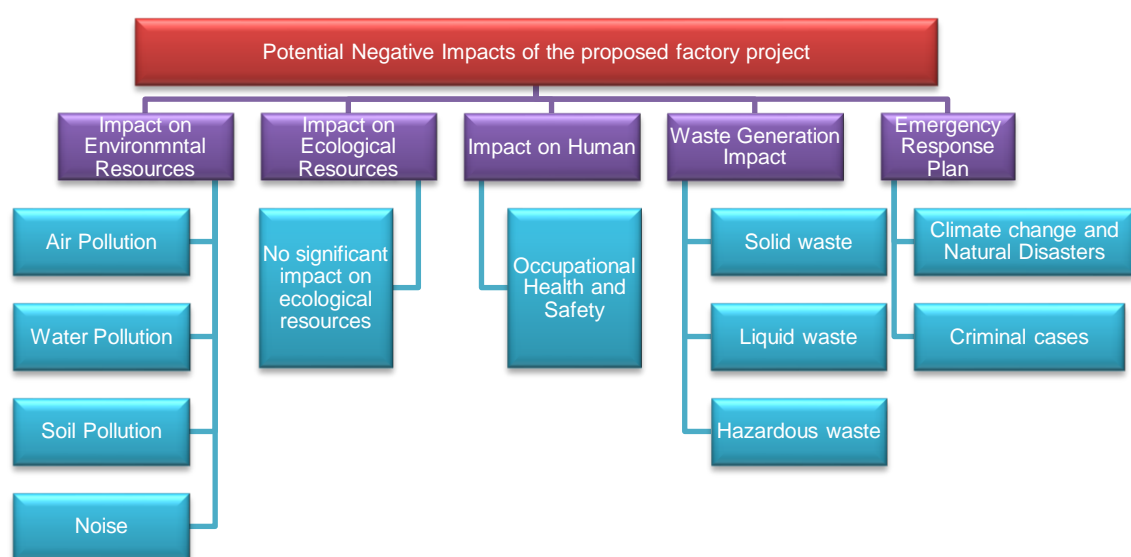 Potential Negative Impacts of the proposed factory project
Impact on
Environmntal
Resources
Impact on
Ecological
Resources
Impact on Human
Waste Generation
Impact
Emergency
Response
Plan
Air Pollution
Water Pollution
Soil Pollution
Noise
No significant
impact on
ecological
resources
Occupational
Health and
Safety
Solid waste
Liquid waste
Hazardous waste
Climate change and
Natural Disasters
Criminal cases